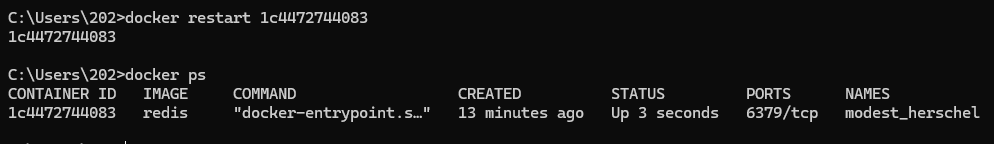 C:\Users\202>docker restart 1c4472744083
1c4472744083
C:\Users\202>docker ps
CONTAINER ID   IMAGE     COMMAND                  CREATED          STATUS         PORTS      NAMES
1c4472744083   redis     "docker-entrypoint.s…"   13 minutes ago   Up 3 seconds   6379/tcp   modest_herschel